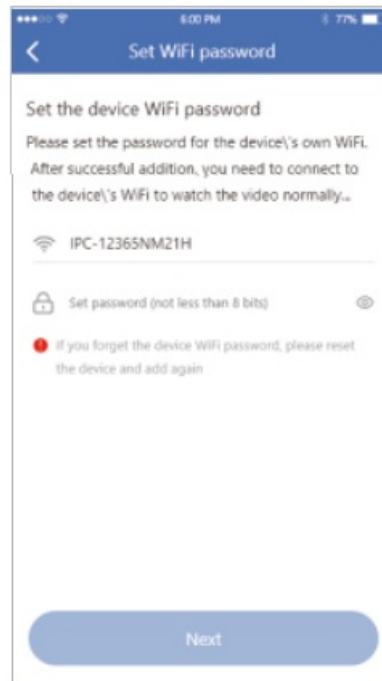 6:00 PM
77%
Set WiFi password
Set the device WiFi password
Please set the password for the device\'s own WiFi.
After successful addition, you need to connect to
the device\'s WiFi to watch the video normally...
IPC-12365NM21H
Set password (not less than 8 bits)
If you forget the device WiFi password, please reset
the device and add again
Next